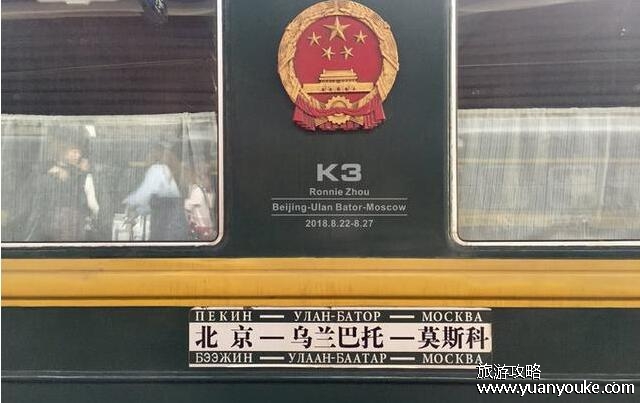 K3
Ronnie Zhou
Beijing-Ulan Bator-Moscow
2018.8.22-8.27
ПЕКИН — УЛАН-БАТОР — МОСКВА
北京—乌兰巴托—莫斯科
БЭЭЖИН — УЛААН-БААТАР — МОСКВА
旅游攻略
www.yuanyouke.com